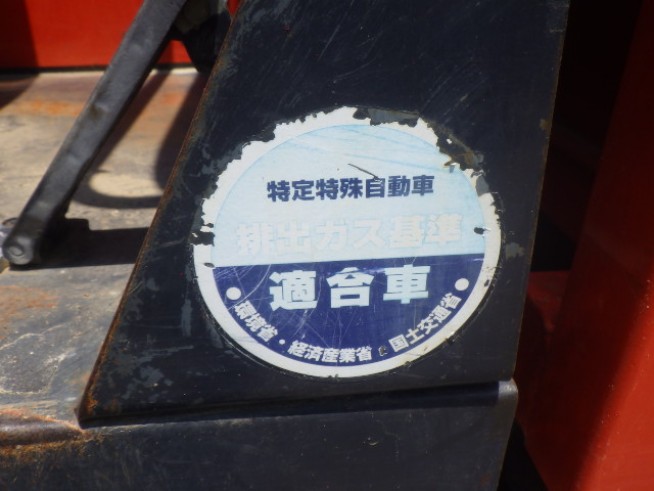 特定特殊自動車
排出ガス基準
適合車
●環境省・経済産業省・国土交通省●